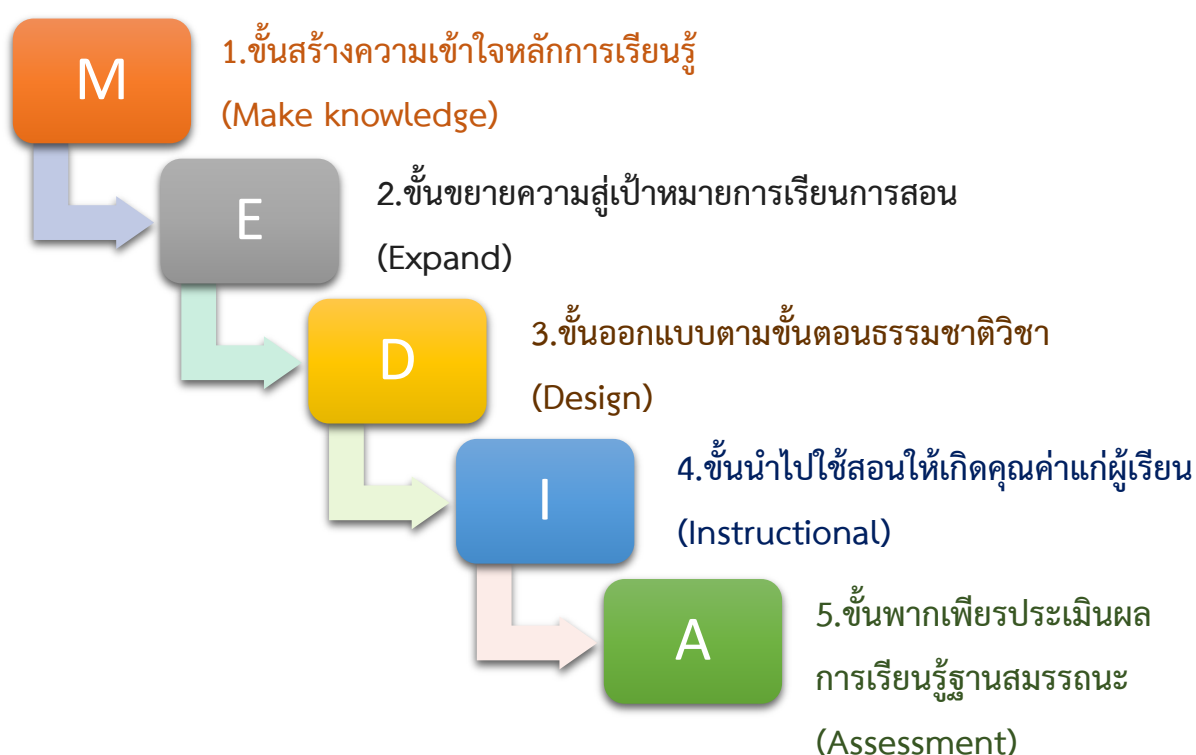 M
1.ขั้นสร้างความเข้าใจหลักการเรียนรู้
(Make knowledge)
E
2.ขั้นขยายความสู่เป้าหมายการเรียนการสอน
(Expand)
D
3.ขั้นออกแบบตามขั้นตอนธรรมชาติวิชา
(Design)
I
4.ขั้นนำไปใช้สอนให้เกิดคุณค่าแก่ผู้เรียน
(Instructional)
A
5.ขั้นพากเพียรประเมินผล
การเรียนรู้ฐานสมรรถนะ
(Assessment)